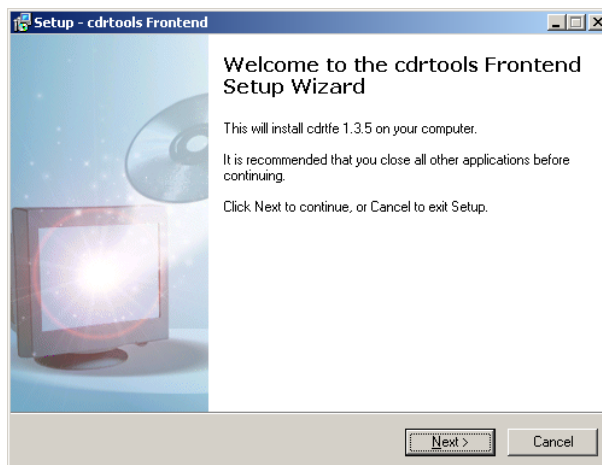 Setup - cdrtools Frontend
Welcome to the cdrtools Frontend
Setup Wizard
This will install cdrtfe 1.3.5 on your computer.
It is recommended that you close all other applications before
continuing.
Click Next to continue, or Cancel to exit Setup.
Next >
Cancel